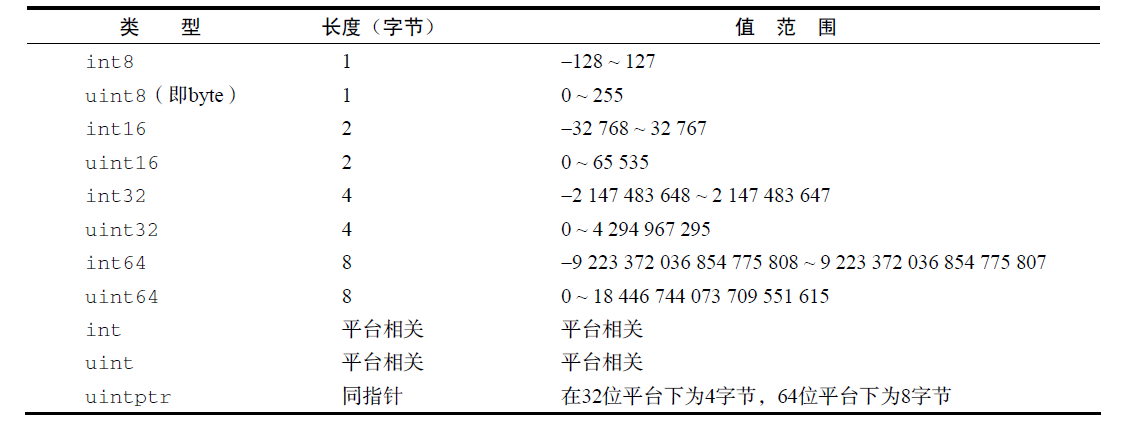 类 型 长度（字节） 值 范 围
int8 1 –128 ~ 127
uint8（即byte） 1 0 ~ 255
int16 2 –32 768 ~ 32 767
uint16 2 0 ~ 65 535
int32 4 –2 147 483 648 ~ 2 147 483 647
uint32 4 0 ~ 4 294 967 295
int64 8 –9 223 372 036 854 775 808 ~ 9 223 372 036 854 775 807
uint64 8 0 ~ 18 446 744 073 709 551 615
int 平台相关 平台相关
uint 平台相关 平台相关
uintptr 同指针 在32位平台下为4字节，64位平台下为8字节